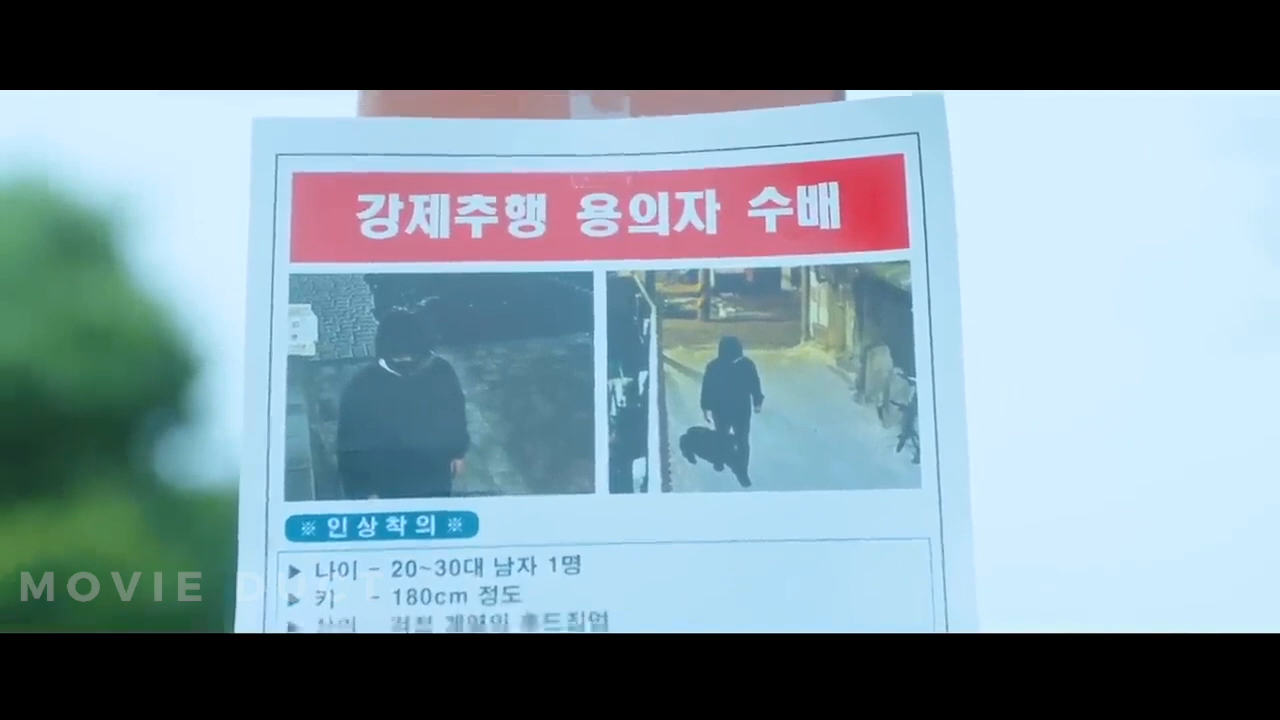 강제추행 용의자 수배
※ 인상착의 ※
▶ 나이 - 20~30대 남자 1명
▶ 키 - 180cm 정도
MOVIE DUCT